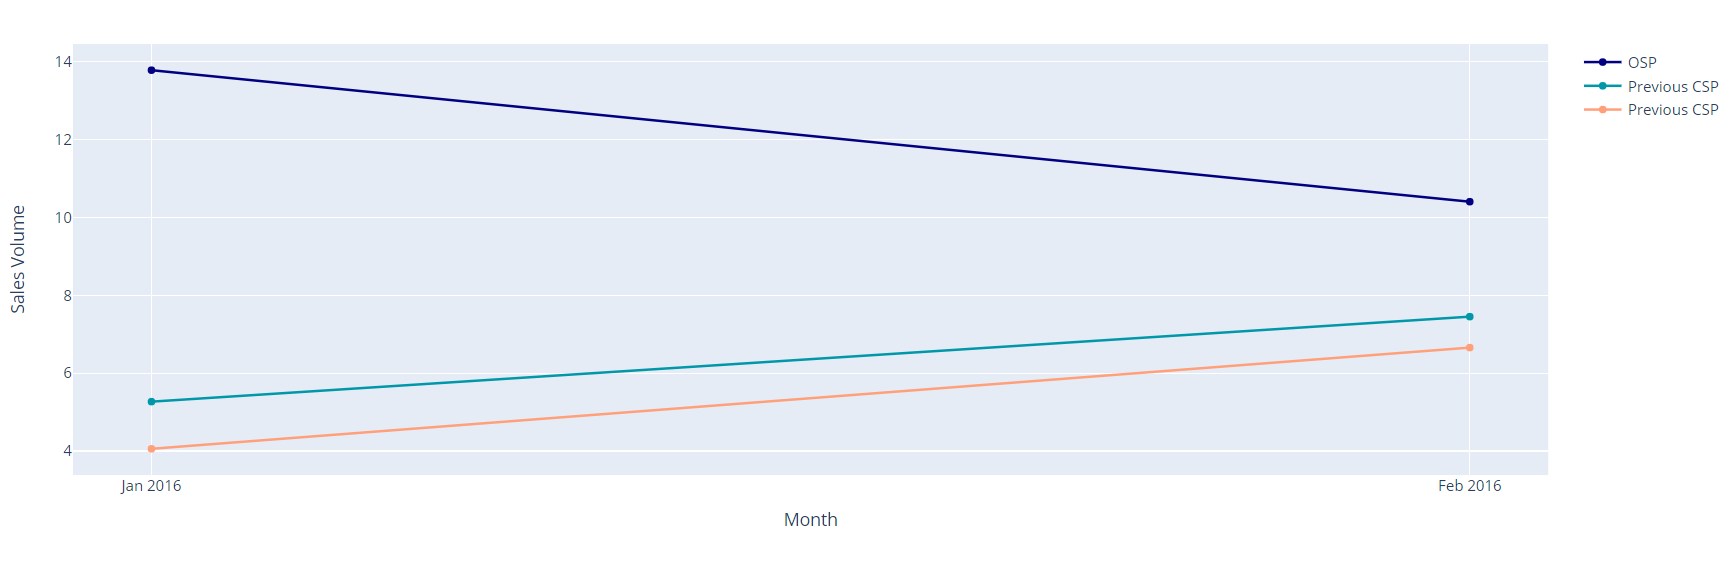 14
12
10
8
6
4
Sales Volume
Jan 2016
Feb 2016
Month
OSP
Previous CSP
Previous CSP